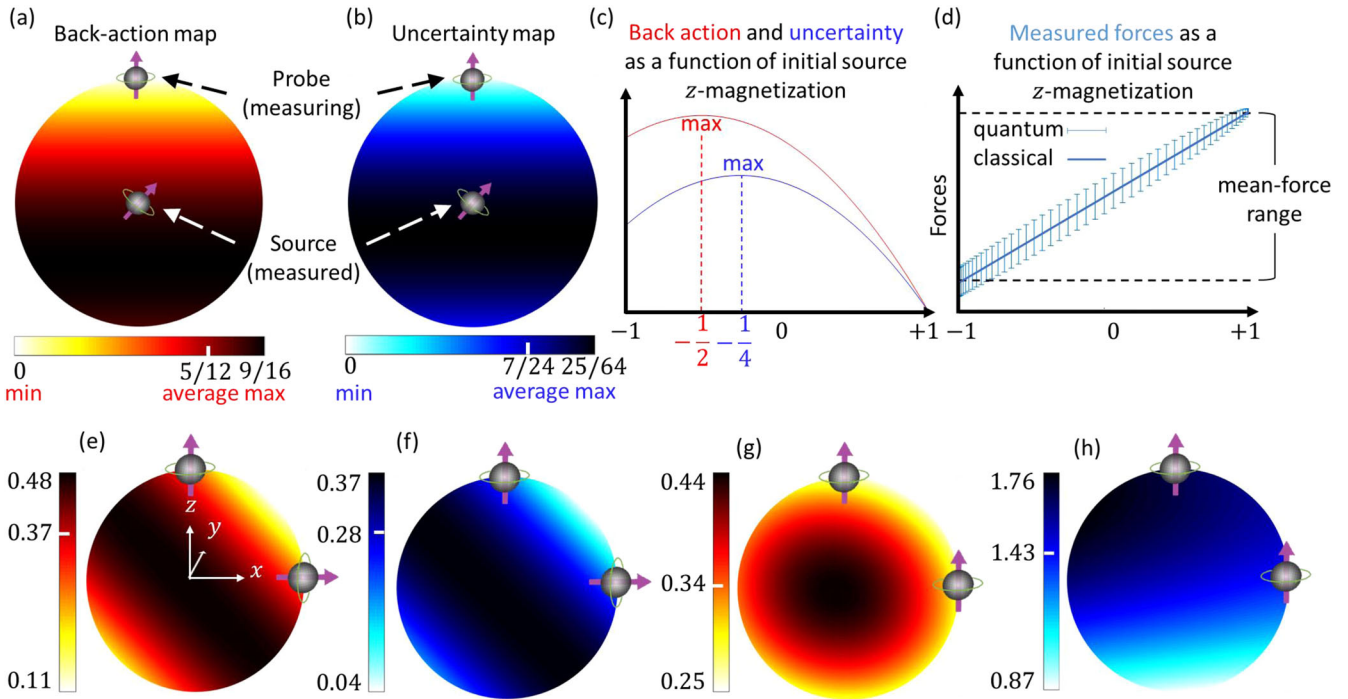 (a)
Back-action map
Probe
(measuring)
Source
(measured)
0
5/12 9/16
min
average max
(b)
Uncertainty map
0
7/24 25/64
min
average max
(c)
Back action and uncertainty
as a function of initial source
z-magnetization
max
max
−1
−1/2
−1/4
0
+1
(d)
Measured forces as a
function of initial source
z-magnetization
quantum
classical
mean-force
range
Forces
−1
0
+1
(e)
0.48
0.37
0.11
z
y
x
(f)
0.37
0.28
0.04
(g)
0.44
0.34
0.25
(h)
1.76
1.43
0.87